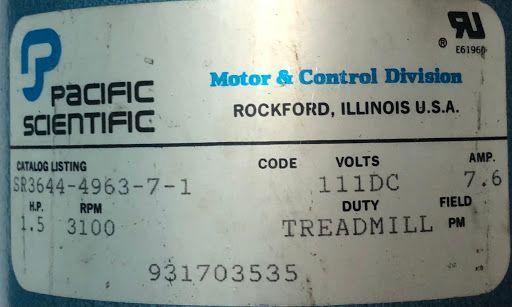 PACIFIC
SCIENTIFIC
Motor & Control Division
ROCKFORD, ILLINOIS U.S.A.
® E61960
CATALOG LISTING CODE VOLTS AMP.
SR3644-4963-7-1 111DC 7.6
H.P. RPM DUTY FIELD
1.5 3100 TREADMILL PM
931703535